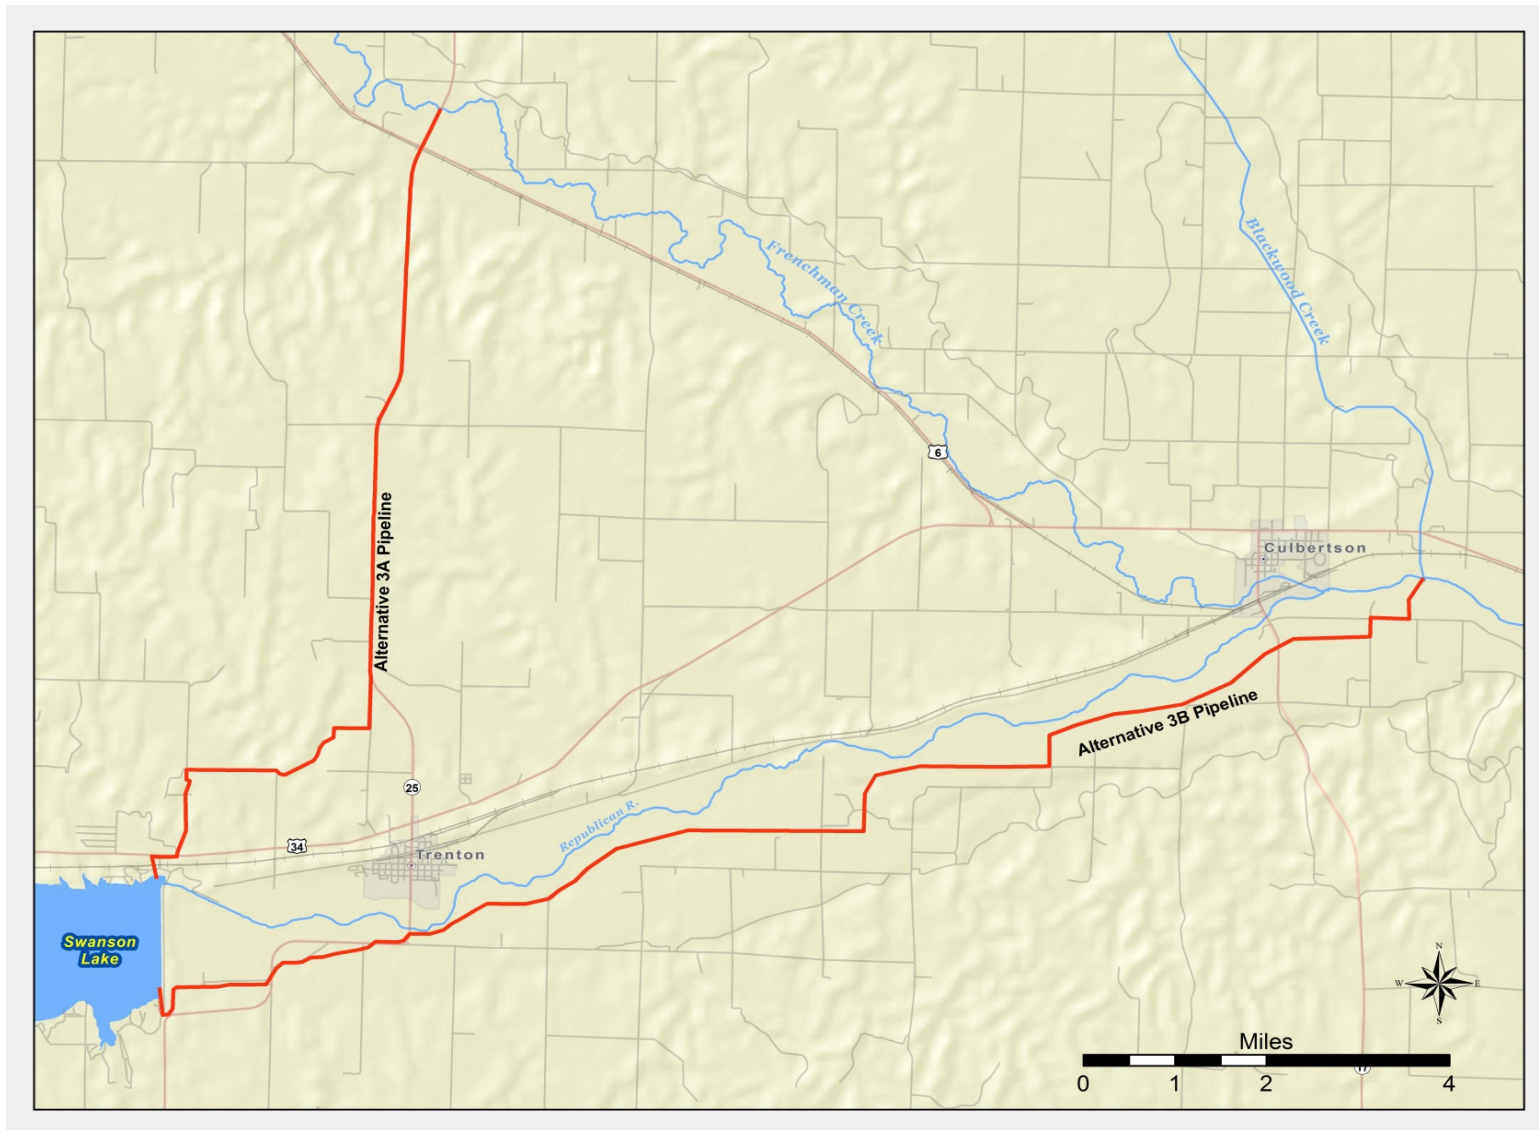 Frenchman Creek
Blackwood Creek
6
Alternative 3A Pipeline
Culbertson
Alternative 3B Pipeline
25
Republican R.
34
Trenton
Swanson
Lake
N
W
E
S
Miles
0
1
2
4
17